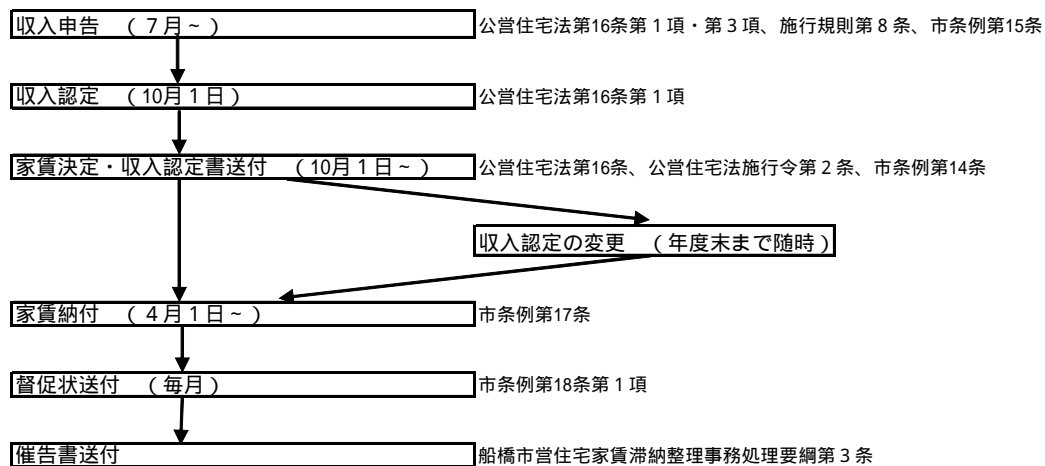 収入申告　（７月～） 公営住宅法第16条第１項・第３項、施行規則第８条、市条例第15条
収入認定　（10月１日） 公営住宅法第16条第１項
家賃決定・収入認定書送付　（10月１日～） 公営住宅法第16条、公営住宅法施行令第２条、市条例第14条
収入認定の変更　（年度末まで随時）
家賃納付　（４月１日～） 市条例第17条
督促状送付　（毎月） 市条例第18条第１項
催告書送付 船橋市営住宅家賃滞納整理事務処理要綱第３条